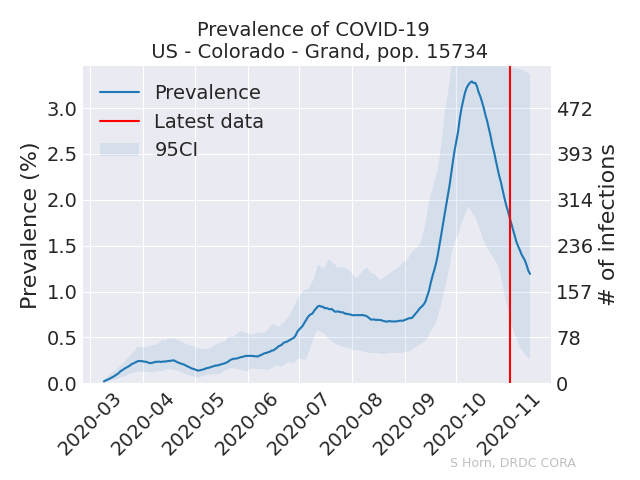 Prevalence of COVID-19
US - Colorado - Grand, pop. 15734
Prevalence
Latest data
95CI
Prevalence (%)
3.0
2.5
2.0
1.5
1.0
0.5
0.0
472
393
314
236
157
78
0
# of infections
2020-03
2020-04
2020-05
2020-06
2020-07
2020-08
2020-09
2020-10
2020-11
S Horn, DRDC CORA